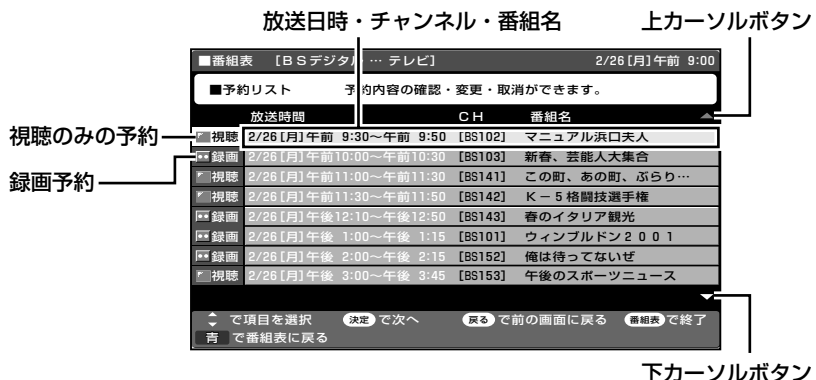 放送日時・チャンネル・番組名
上カーソルボタン
■番組表 [BSデジタル … テレビ] 2/26[月]午前 9:00
■予約リスト 予約内容の確認・変更・取消ができます。
放送時間 CH 番組名
視聴のみの予約
視聴 2/26[月]午前 9:30〜午前 9:50 [BS102] マニュアル浜口夫人
録画予約
録画 2/26[月]午前10:00〜午前10:30 [BS103] 新春、芸能人大集合
視聴 2/26[月]午前11:00〜午前11:30 [BS141] この町、あの町、ぶらり…
視聴 2/26[月]午前11:30〜午前11:50 [BS142] K−5格闘技選手権
録画 2/26[月]午後12:10〜午後12:50 [BS143] 春のイタリア観光
録画 2/26[月]午後 1:00〜午後 1:15 [BS101] ウィンブルドン2001
録画 2/26[月]午後 2:00〜午後 2:15 [BS152] 俺は待ってないぜ
視聴 2/26[月]午後 3:00〜午後 3:45 [BS153] 午後のスポーツニュース
で項目を選択 決定 で次へ 戻る で前の画面に戻る 番組表 で終了
青 で番組表に戻る
下カーソルボタン